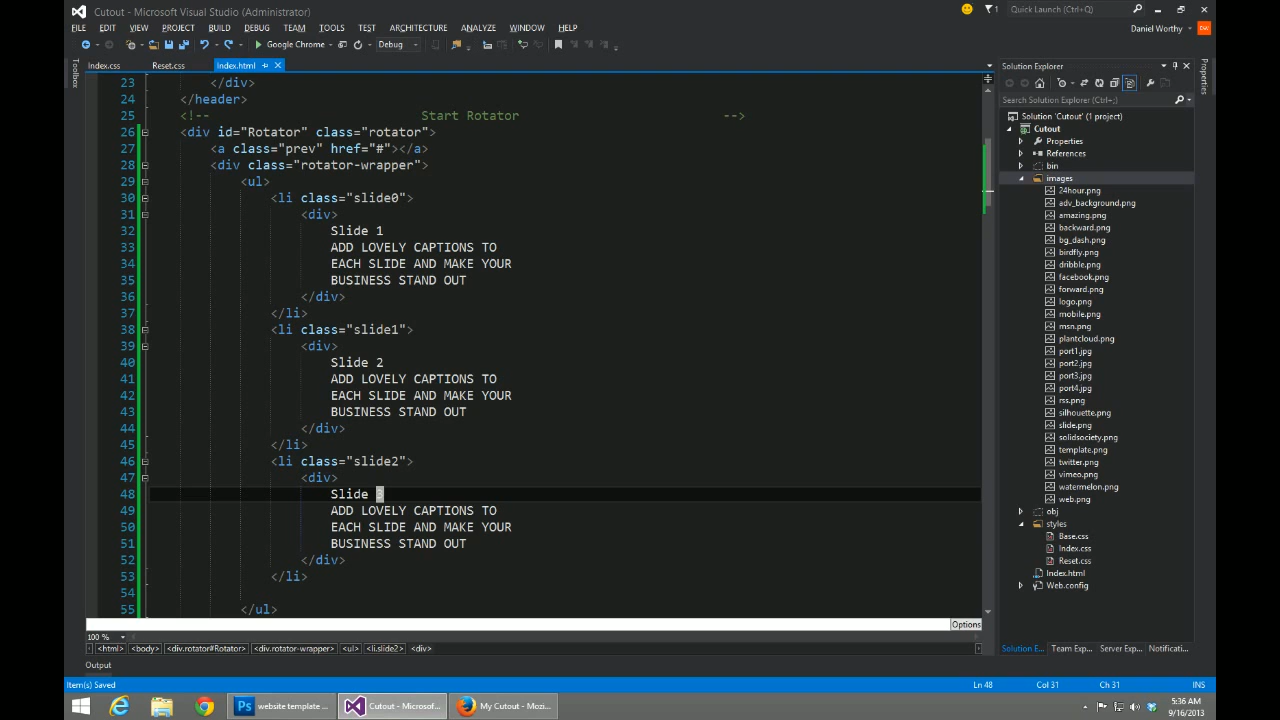 Cutout - Microsoft Visual Studio (Administrator)
1
Quick Launch (Ctrl+Q)
FILE EDIT VIEW PROJECT BUILD DEBUG TEAM TOOLS TEST ARCHITECTURE ANALYZE WINDOW HELP
Daniel Worthy
DW
Google Chrome
Debug
Index.css Reset.css Index.html
Toolbox
23 </div>
24 </header>
25 <!-- Start Rotator -->
26 <div id="Rotator" class="rotator">
27 <a class="prev" href="#"></a>
28 <div class="rotator-wrapper">
29 <ul>
30 <li class="slide0">
31 <div>
32 Slide 1
33 ADD LOVELY CAPTIONS TO
34 EACH SLIDE AND MAKE YOUR
35 BUSINESS STAND OUT
36 </div>
37 </li>
38 <li class="slide1">
39 <div>
40 Slide 2
41 ADD LOVELY CAPTIONS TO
42 EACH SLIDE AND MAKE YOUR
43 BUSINESS STAND OUT
44 </div>
45 </li>
46 <li class="slide2">
47 <div>
48 Slide 3
49 ADD LOVELY CAPTIONS TO
50 EACH SLIDE AND MAKE YOUR
51 BUSINESS STAND OUT
52 </div>
53 </li>
54
55 </ul>
Options
100 %
<html> <body> <div.rotator#Rotator> <div.rotator-wrapper> <ul> <li.slide2> <div>
Output
Solution Explorer
Search Solution Explorer (Ctrl+;)
Solution 'Cutout' (1 project)
Cutout
Properties
References
bin
images
24hour.png
adv_background.png
amazing.png
backward.png
bg_dash.png
birdfly.png
dribble.png
facebook.png
forward.png
logo.png
mobile.png
msn.png
plantcloud.png
port1.jpg
port2.jpg
port3.jpg
port4.jpg
rss.png
silhouette.png
slide.png
solidsociety.png
template.png
twitter.png
vimeo.png
watermelon.png
web.png
obj
styles
Base.css
Index.css
Reset.css
Index.html
Web.config
Solution E... Team Exp... Server Exp... Notificati...
Properties
Item(s) Saved
Ln 48 Col 31 Ch 31 INS
website template ...
Cutout - Microsof...
My Cutout - Mozi...
5:36 AM
9/16/2013